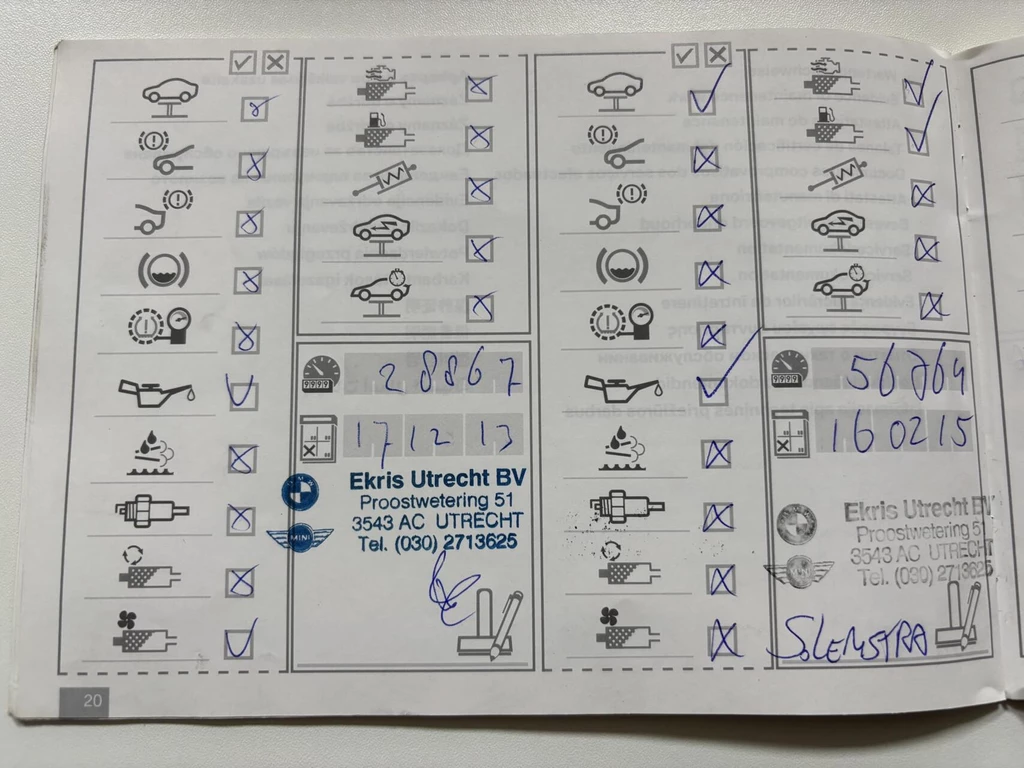 28867
17 12 13
Ekris Utrecht BV
Proostwetering 51
3543 AC UTRECHT
Tel. (030) 2713625
MINI
56764
16 02 15
Ekris Utrecht BV
Proostwetering 51
3543 AC UTRECHT
Tel. (030) 2713625
20